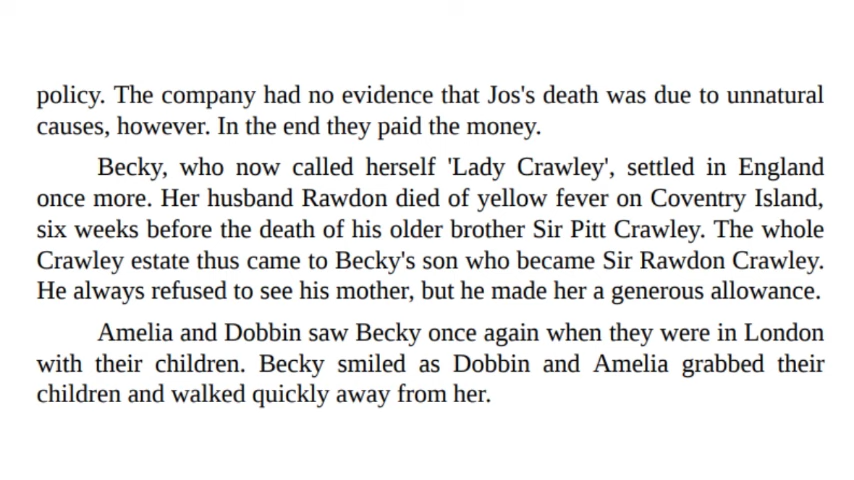 policy. The company had no evidence that Jos's death was due to unnatural
causes, however. In the end they paid the money.
Becky, who now called herself 'Lady Crawley', settled in England
once more. Her husband Rawdon died of yellow fever on Coventry Island,
six weeks before the death of his older brother Sir Pitt Crawley. The whole
Crawley estate thus came to Becky's son who became Sir Rawdon Crawley.
He always refused to see his mother, but he made her a generous allowance.
Amelia and Dobbin saw Becky once again when they were in London
with their children. Becky smiled as Dobbin and Amelia grabbed their
children and walked quickly away from her.